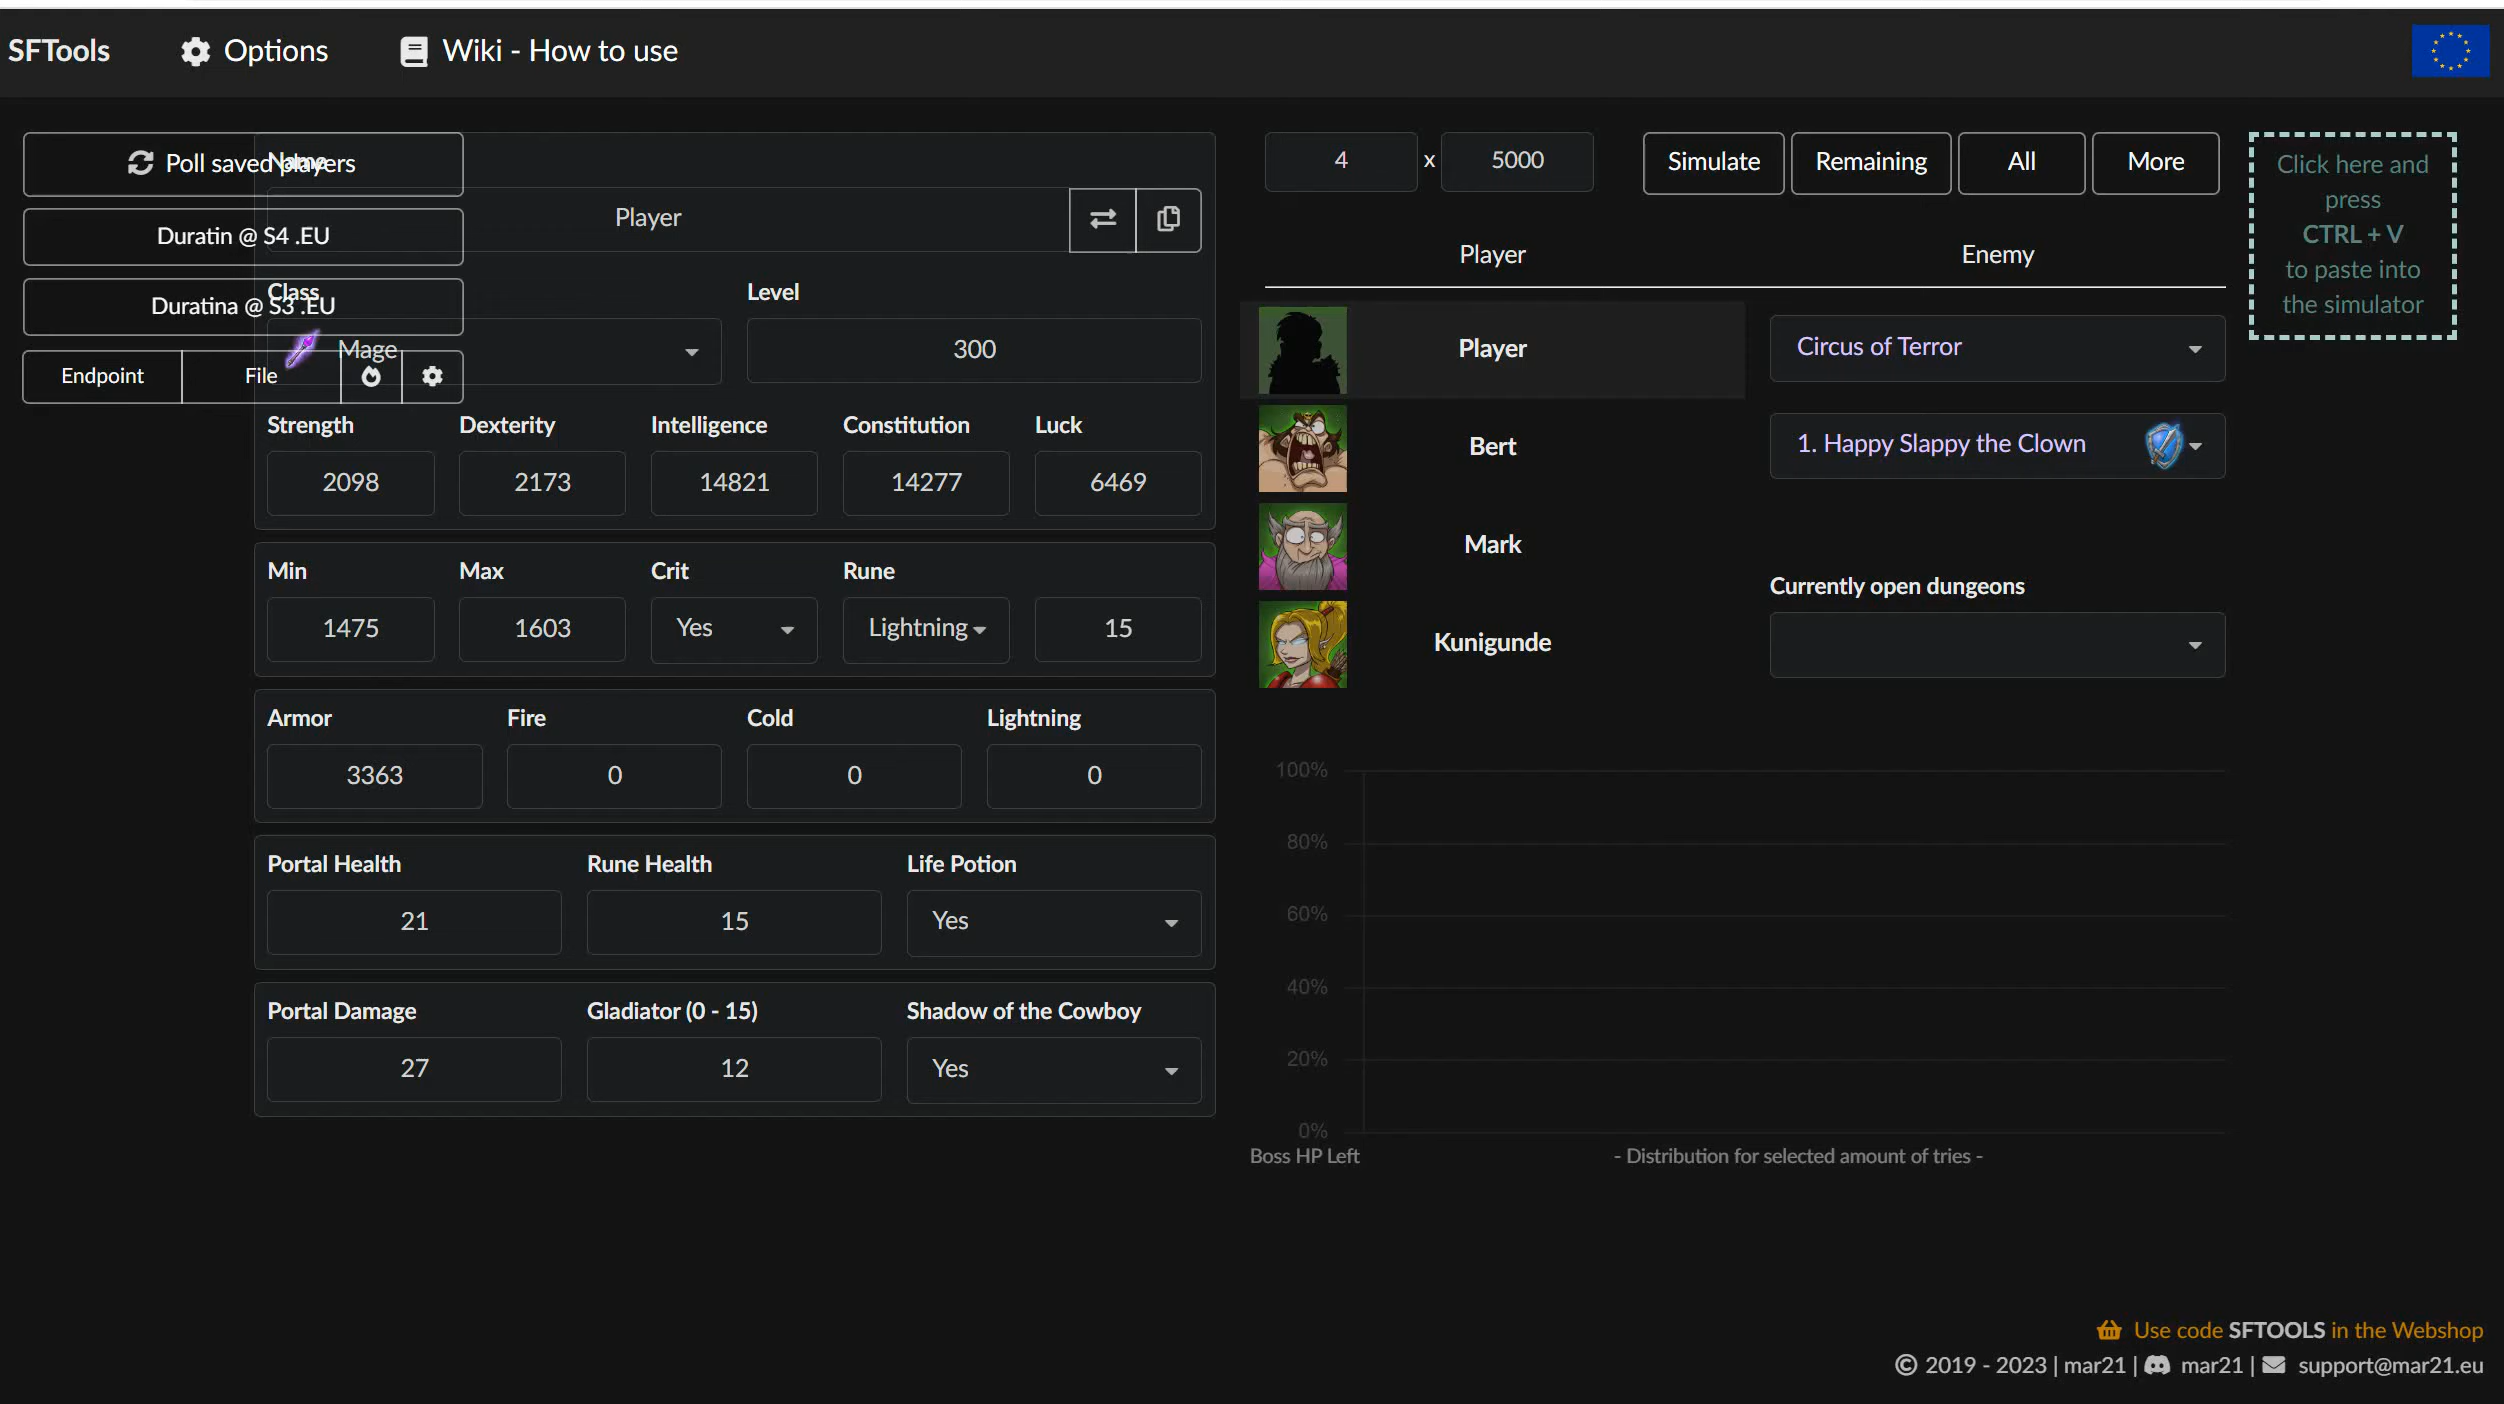 SFTools
Options
Wiki - How to use
Poll saved players
Duratin @ S4 .EU
Duratina @ S3 .EU
Endpoint
File
Name
Player
Class
Level
Mage
300
Strength
Dexterity
Intelligence
Constitution
Luck
2098
2173
14821
14277
6469
Min
Max
Crit
Rune
1475
1603
Yes
Lightning
15
Armor
Fire
Cold
Lightning
3363
0
0
0
Portal Health
Rune Health
Life Potion
21
15
Yes
Portal Damage
Gladiator (0 - 15)
Shadow of the Cowboy
27
12
Yes
4 x 5000
Simulate
Remaining
All
More
Player
Enemy
Player
Bert
Mark
Kunigunde
Circus of Terror
1. Happy Slappy the Clown
Currently open dungeons
Click here and
press
CTRL + V
to paste into
the simulator
100%
80%
60%
40%
20%
0%
Boss HP Left
- Distribution for selected amount of tries -
Use code SFTOOLS in the Webshop
© 2019 - 2023 | mar21 | mar21 | support@mar21.eu